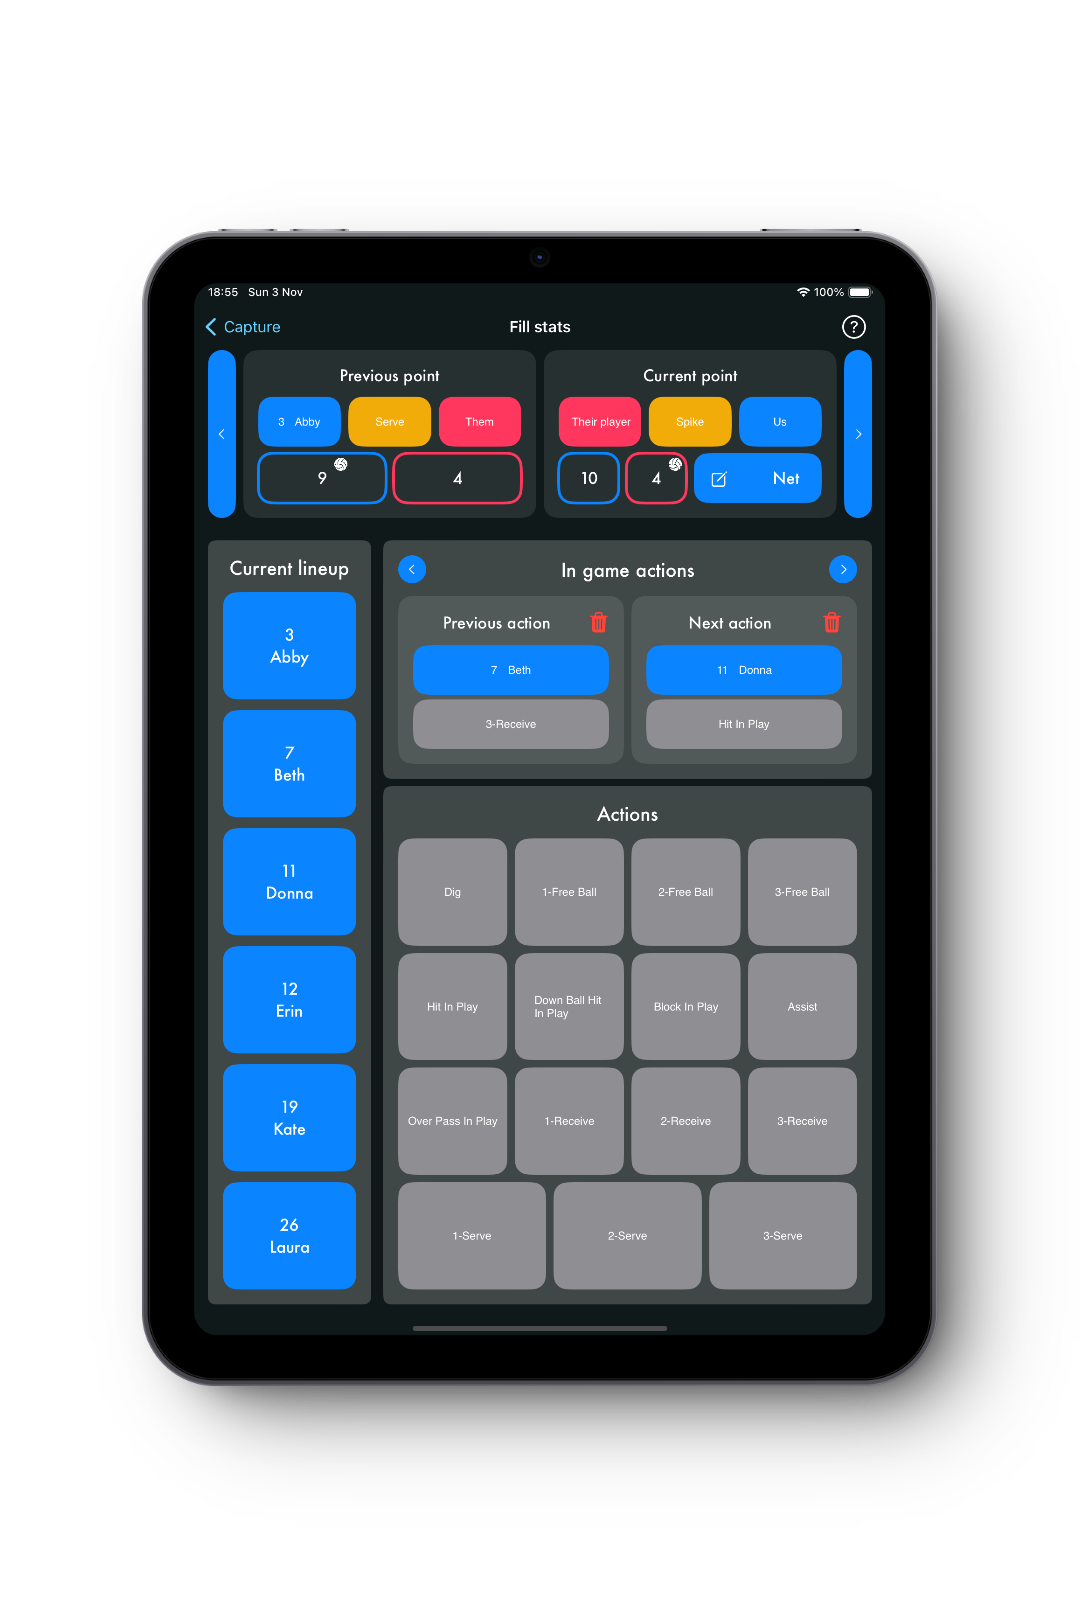 18:55 Sun 3 Nov
100%
Capture
Fill stats
?
Previous point
3 Abby
Serve
Them
9
4
Current point
Their player
Spike
Us
10
4
Net
Current lineup
3
Abby
7
Beth
11
Donna
12
Erin
19
Kate
26
Laura
In game actions
Previous action
7 Beth
3-Receive
Next action
11 Donna
Hit In Play
Actions
Dig
1-Free Ball
2-Free Ball
3-Free Ball
Hit In Play
Down Ball Hit
In Play
Block In Play
Assist
Over Pass In Play
1-Receive
2-Receive
3-Receive
1-Serve
2-Serve
3-Serve